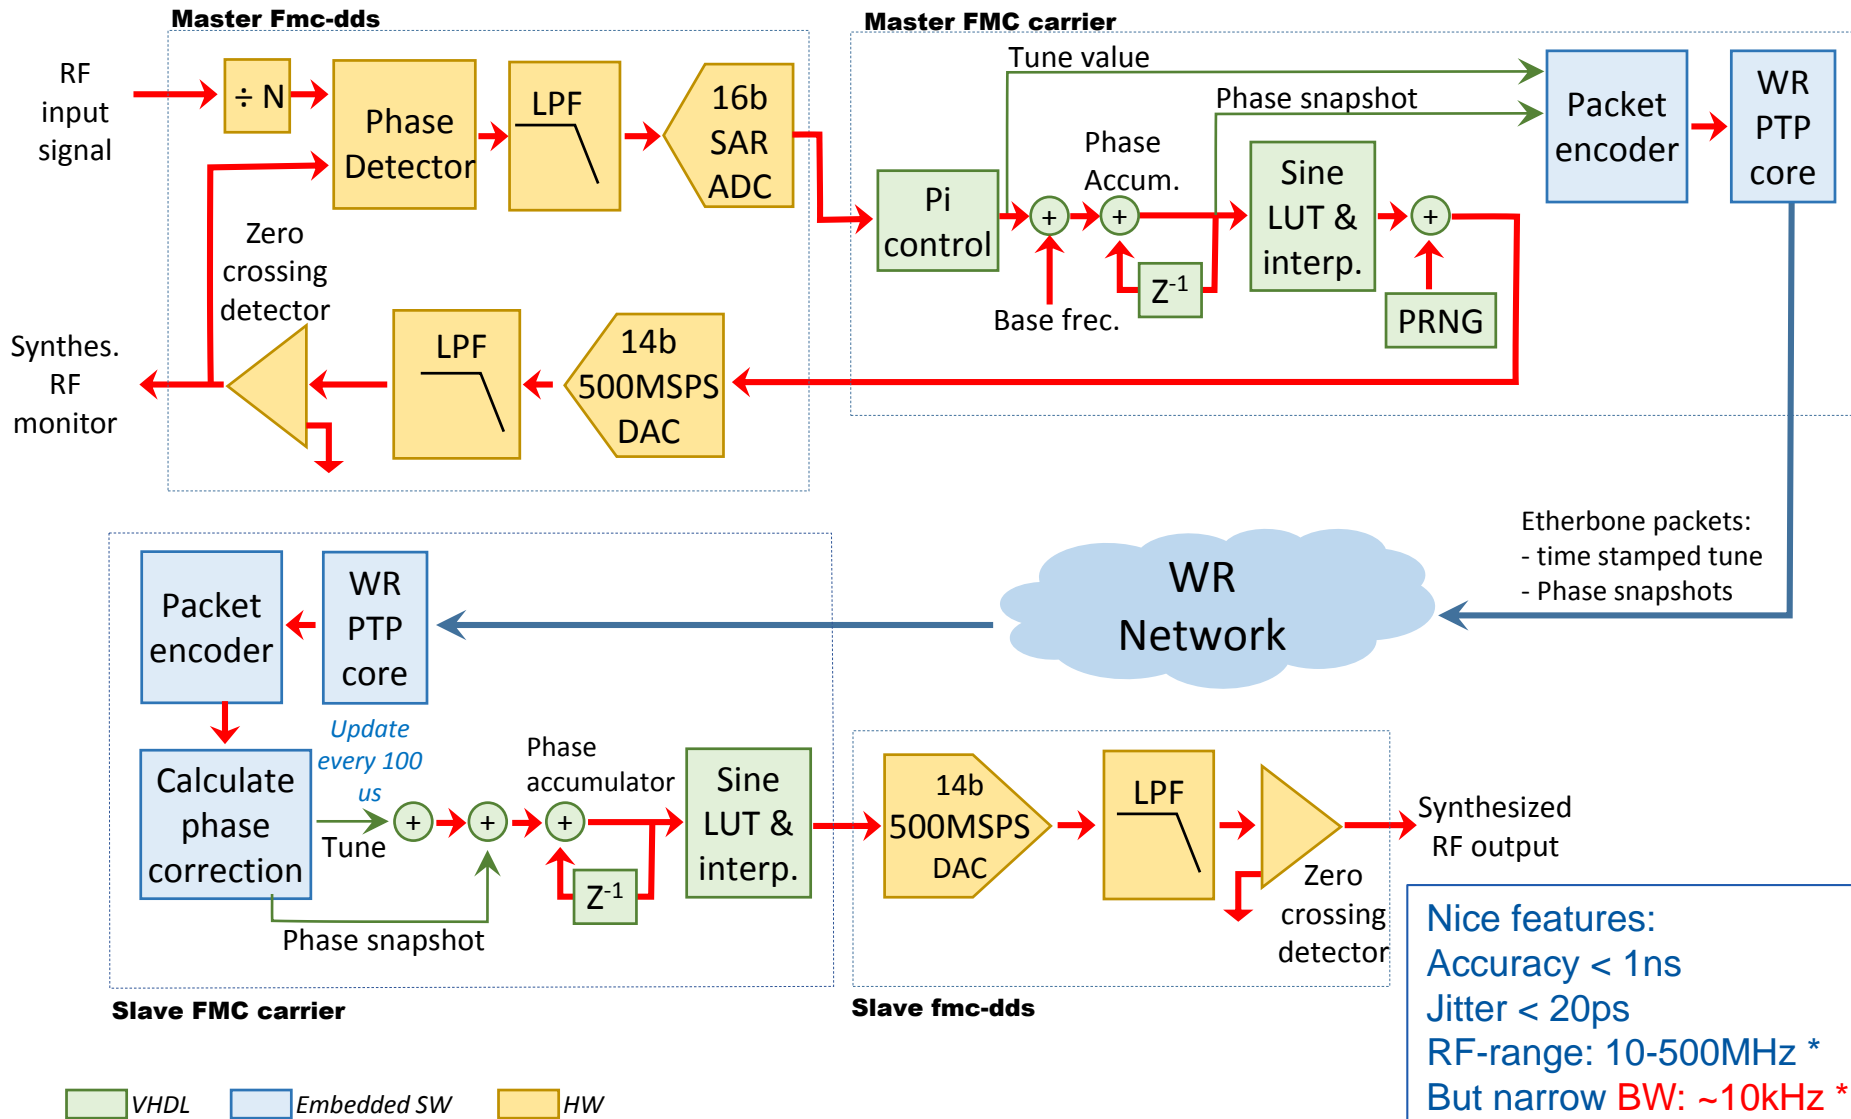 Master Fmc-dds
Master FMC carrier
RF
input
signal
÷ N
Phase
Detector
LPF
16b
SAR
ADC
Tune value
Phase snapshot
Packet
encoder
WR
PTP
core
Pi
control
+
Phase
Accum.
+
Z-1
Base frec.
Sine
LUT &
interp.
+
PRNG
Zero
crossing
detector
Synthes.
RF
monitor
LPF
14b
500MSPS
DAC
Etherbone packets:
- time stamped tune
- Phase snapshots
WR
Network
Packet
encoder
WR
PTP
core
Update
every 100
us
Calculate
phase
correction
Tune
+
+
Phase
accumulator
+
Z-1
Phase snapshot
Sine
LUT &
interp.
14b
500MSPS
DAC
LPF
Zero
crossing
detector
Synthesized
RF output
Slave FMC carrier
Slave fmc-dds
Nice features:
Accuracy < 1ns
Jitter < 20ps
RF-range: 10-500MHz *
But narrow BW: ~10kHz *
VHDL
Embedded SW
HW